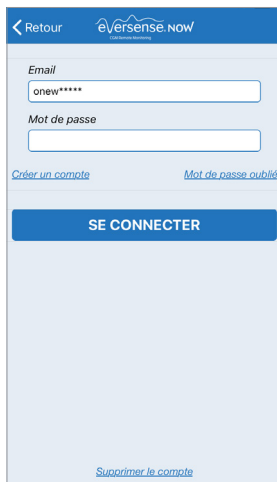 Retour
eversense NOW
CGM Remote Monitoring
Email
onew*****
Mot de passe
Créer un compte
Mot de passe oublié
SE CONNECTER
Supprimer le compte